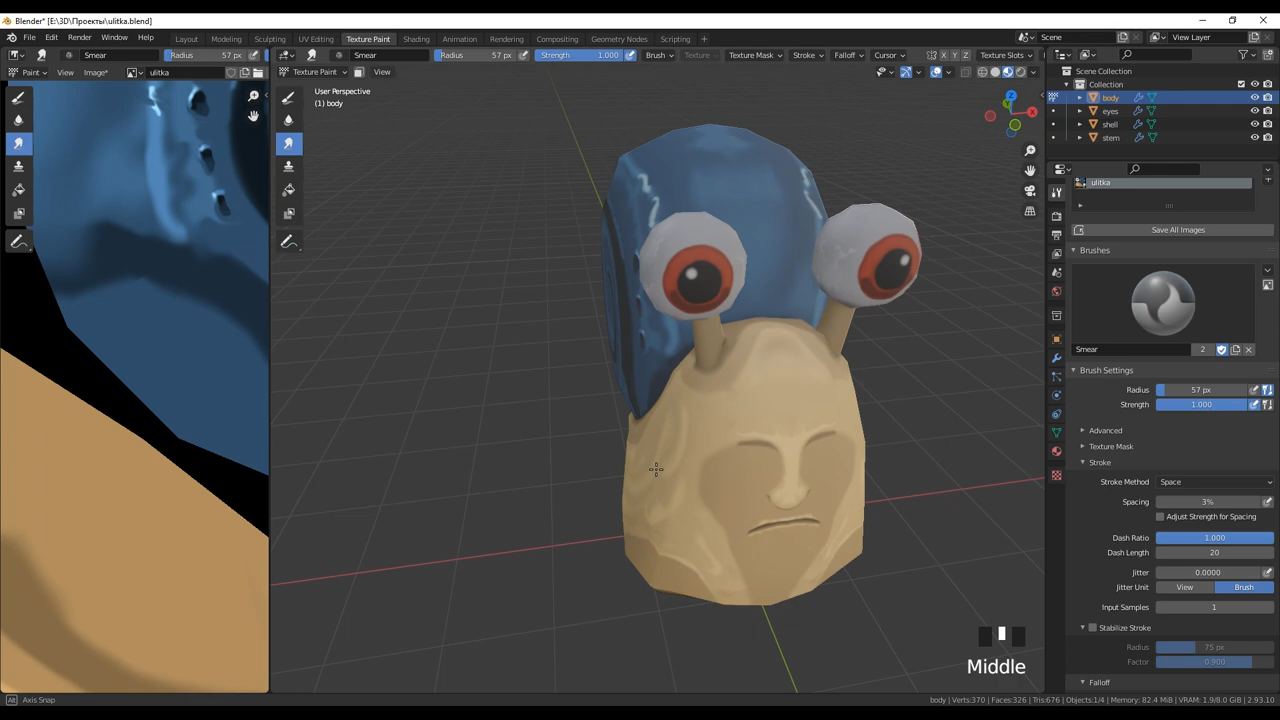 Blender* [E:\3D\Проекты\ulitka.blend]
File Edit Render Window Help Layout Modeling Sculpting UV Editing Texture Paint Shading Animation Rendering Compositing Geometry Nodes Scripting + Scene View Layer
Smear Radius 57 px Smear Radius 57 px Strength 1.000 Brush Texture Texture Mask Stroke Falloff Cursor X Y Z Texture Slots
Paint View Image* ulitka Texture Paint View
Scene Collection
Collection
User Perspective
(1) body
body
eyes
shell
stem
ulitka
Save All Images
Brushes
Smear 2
Brush Settings
Radius 57 px
Strength 1.000
Advanced
Texture Mask
Stroke
Stroke Method Space
Spacing 3%
Adjust Strength for Spacing
Dash Ratio 1.000
Dash Length 20
Jitter 0.0000
Jitter Unit View Brush
Input Samples 1
Stabilize Stroke
Radius 75 px
Factor 0.900
Falloff
Middle
Alt Axis Snap
body | Verts:370 | Faces:326 | Tris:676 | Objects:1/4 | Memory: 82.4 MiB | VRAM: 1.9/8.0 GiB | 2.93.10